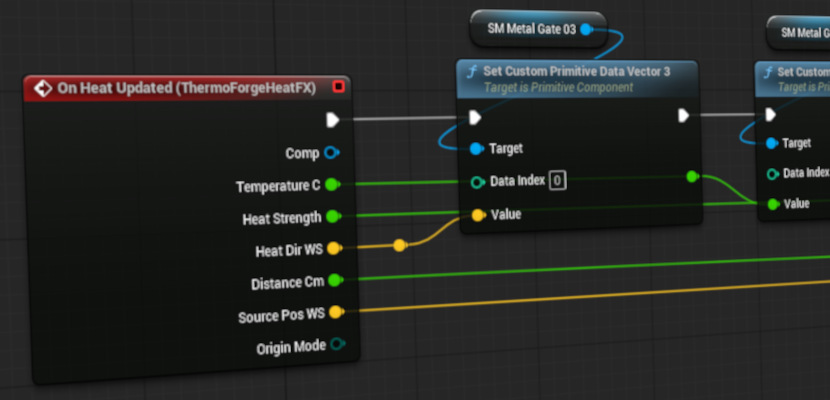 SM Metal Gate 03
SM Metal G
On Heat Updated (ThermoForgeHeatFX)
Set Custom Primitive Data Vector 3
Target is Primitive Component
Set Custom
Target is Pri
Comp
Target
Target
Temperature C
Data Index 0
Data Index
Heat Strength
Value
Value
Heat Dir WS
Distance Cm
Source Pos WS
Origin Mode